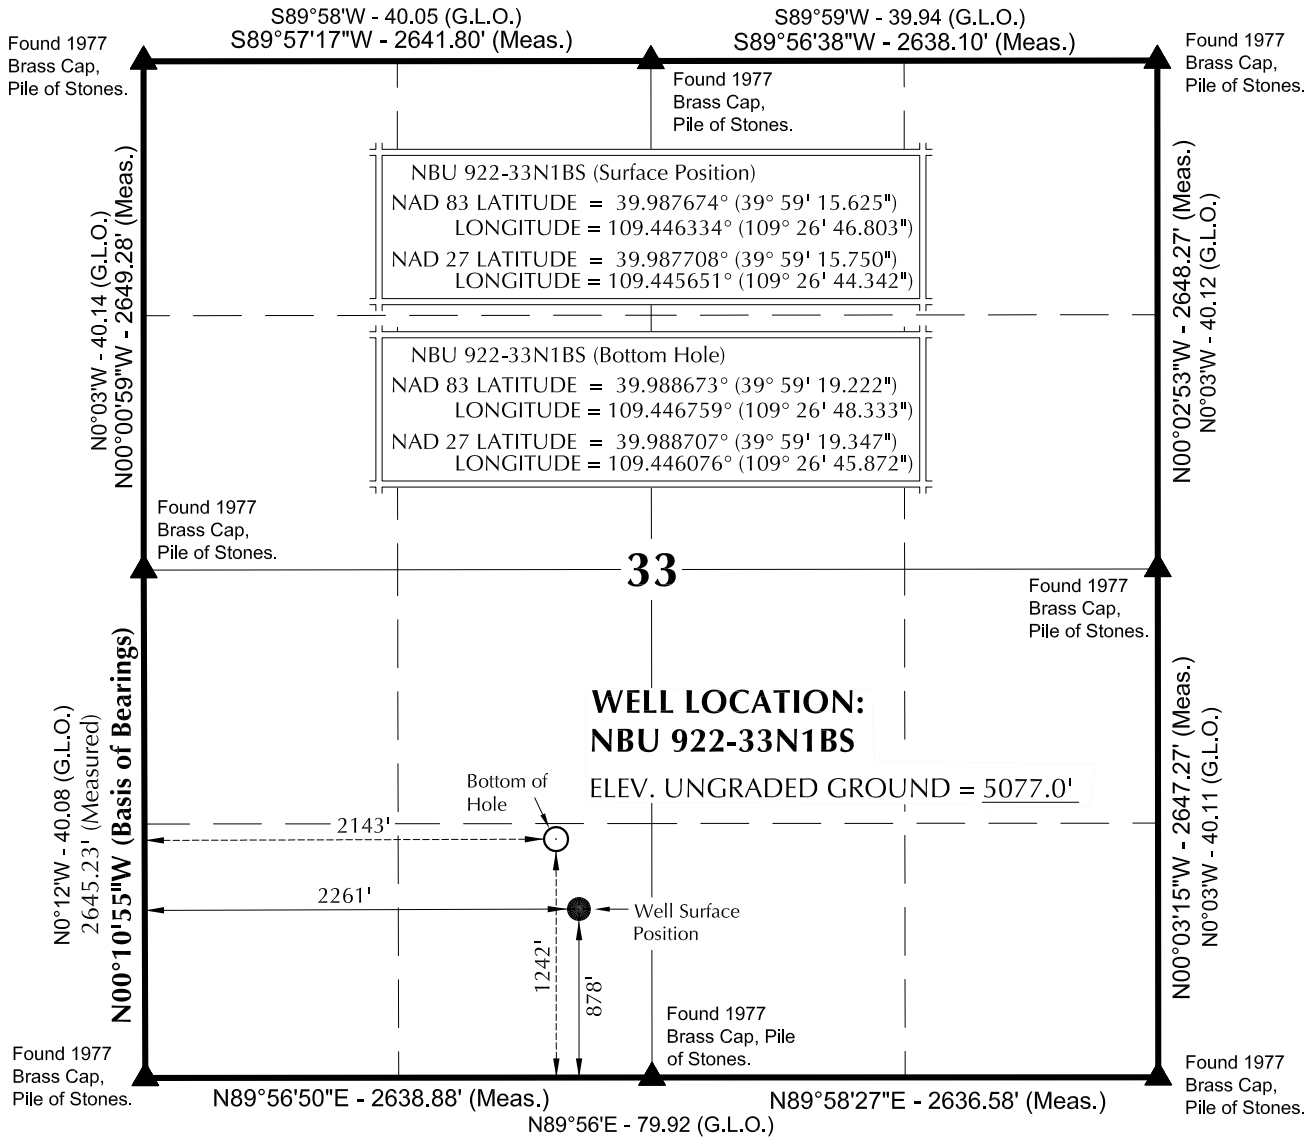 S89°58'W - 40.05 (G.L.O.)
S89°57'17"W - 2641.80' (Meas.)
S89°59'W - 39.94 (G.L.O.)
S89°56'38"W - 2638.10' (Meas.)
Found 1977
Brass Cap,
Pile of Stones.
Found 1977
Brass Cap,
Pile of Stones.
Found 1977
Brass Cap,
Pile of Stones.
N0°03'W - 40.14 (G.L.O.)
N00°00'59"W - 2649.28' (Meas.)
NBU 922-33N1BS (Surface Position)
NAD 83 LATITUDE = 39.987674° (39° 59' 15.625")
LONGITUDE = 109.446334° (109° 26' 46.803")
NAD 27 LATITUDE = 39.987708° (39° 59' 15.750")
LONGITUDE = 109.445651° (109° 26' 44.342")
NBU 922-33N1BS (Bottom Hole)
NAD 83 LATITUDE = 39.988673° (39° 59' 19.222")
LONGITUDE = 109.446759° (109° 26' 48.333")
NAD 27 LATITUDE = 39.988707° (39° 59' 19.347")
LONGITUDE = 109.446076° (109° 26' 45.872")
N00°02'53"W - 2648.27' (Meas.)
N0°03'W - 40.12 (G.L.O.)
Found 1977
Brass Cap,
Pile of Stones.
33
Found 1977
Brass Cap,
Pile of Stones.
N0°12'W - 40.08 (G.L.O.)
2645.23' (Measured)
N00°10'55"W (Basis of Bearings)
WELL LOCATION:
NBU 922-33N1BS
ELEV. UNGRADED GROUND = 5077.0'
Bottom of
Hole
2143'
2261'
Well Surface
Position
1242'
878'
N00°03'15"W - 2647.27' (Meas.)
N0°03'W - 40.11 (G.L.O.)
Found 1977
Brass Cap,
Pile of Stones.
Found 1977
Brass Cap, Pile
of Stones.
Found 1977
Brass Cap,
Pile of Stones.
N89°56'50"E - 2638.88' (Meas.)
N89°58'27"E - 2636.58' (Meas.)
N89°56'E - 79.92 (G.L.O.)